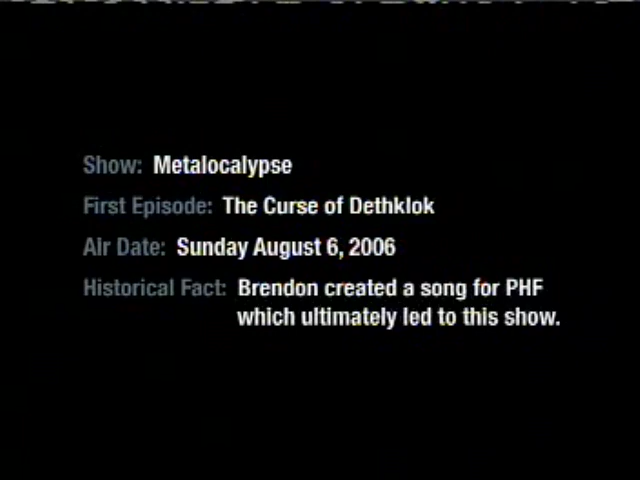 Show: Metalocalypse
First Episode: The Curse of Dethklok
Air Date: Sunday August 6, 2006
Historical Fact: Brendon created a song for PHF
which ultimately led to this show.